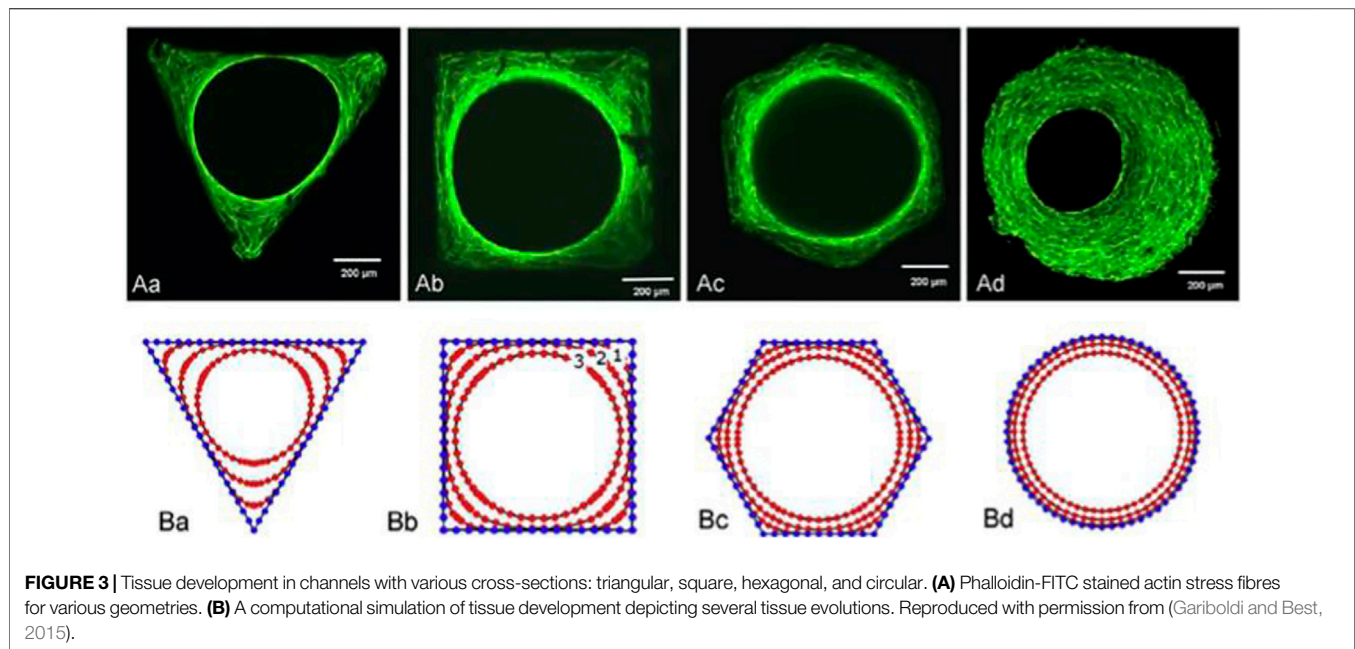 Aa
200 µm
Ab
200 µm
Ac
200 µm
Ad
200 µm
Ba
3 2 1
Bb
Bc
Bd
FIGURE 3 | Tissue development in channels with various cross-sections: triangular, square, hexagonal, and circular. (A) Phalloidin-FITC stained actin stress fibres
for various geometries. (B) A computational simulation of tissue development depicting several tissue evolutions. Reproduced with permission from (Gariboldi and Best,
2015).